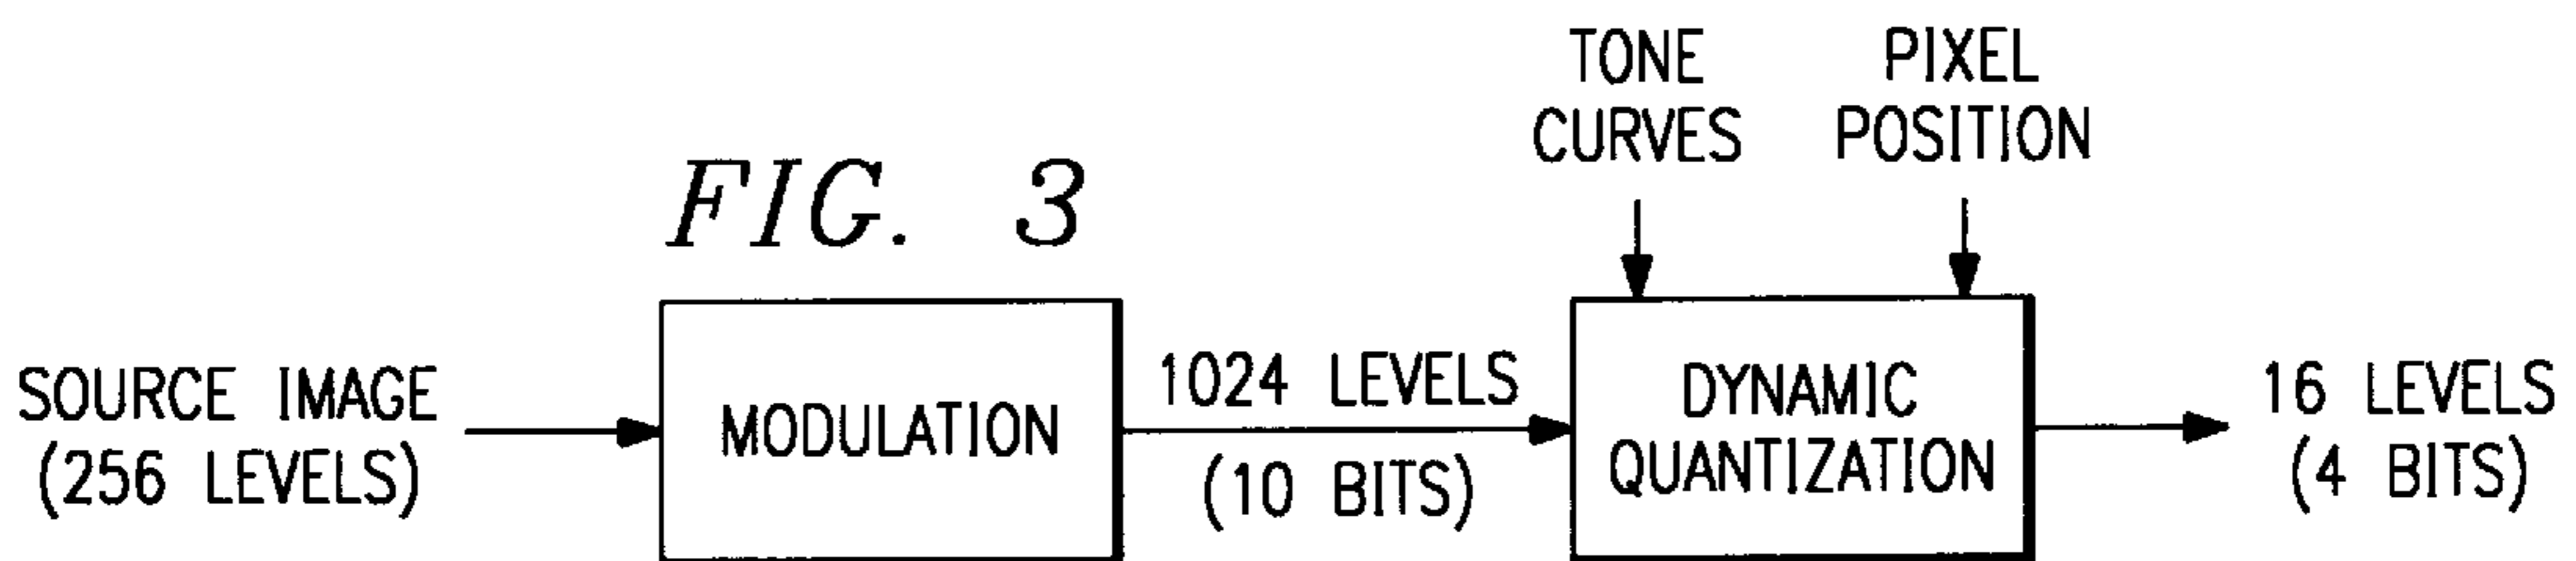 FIG. 3
TONE
CURVES
PIXEL
POSITION
SOURCE IMAGE
(256 LEVELS)
MODULATION
1024 LEVELS
(10 BITS)
DYNAMIC
QUANTIZATION
16 LEVELS
(4 BITS)